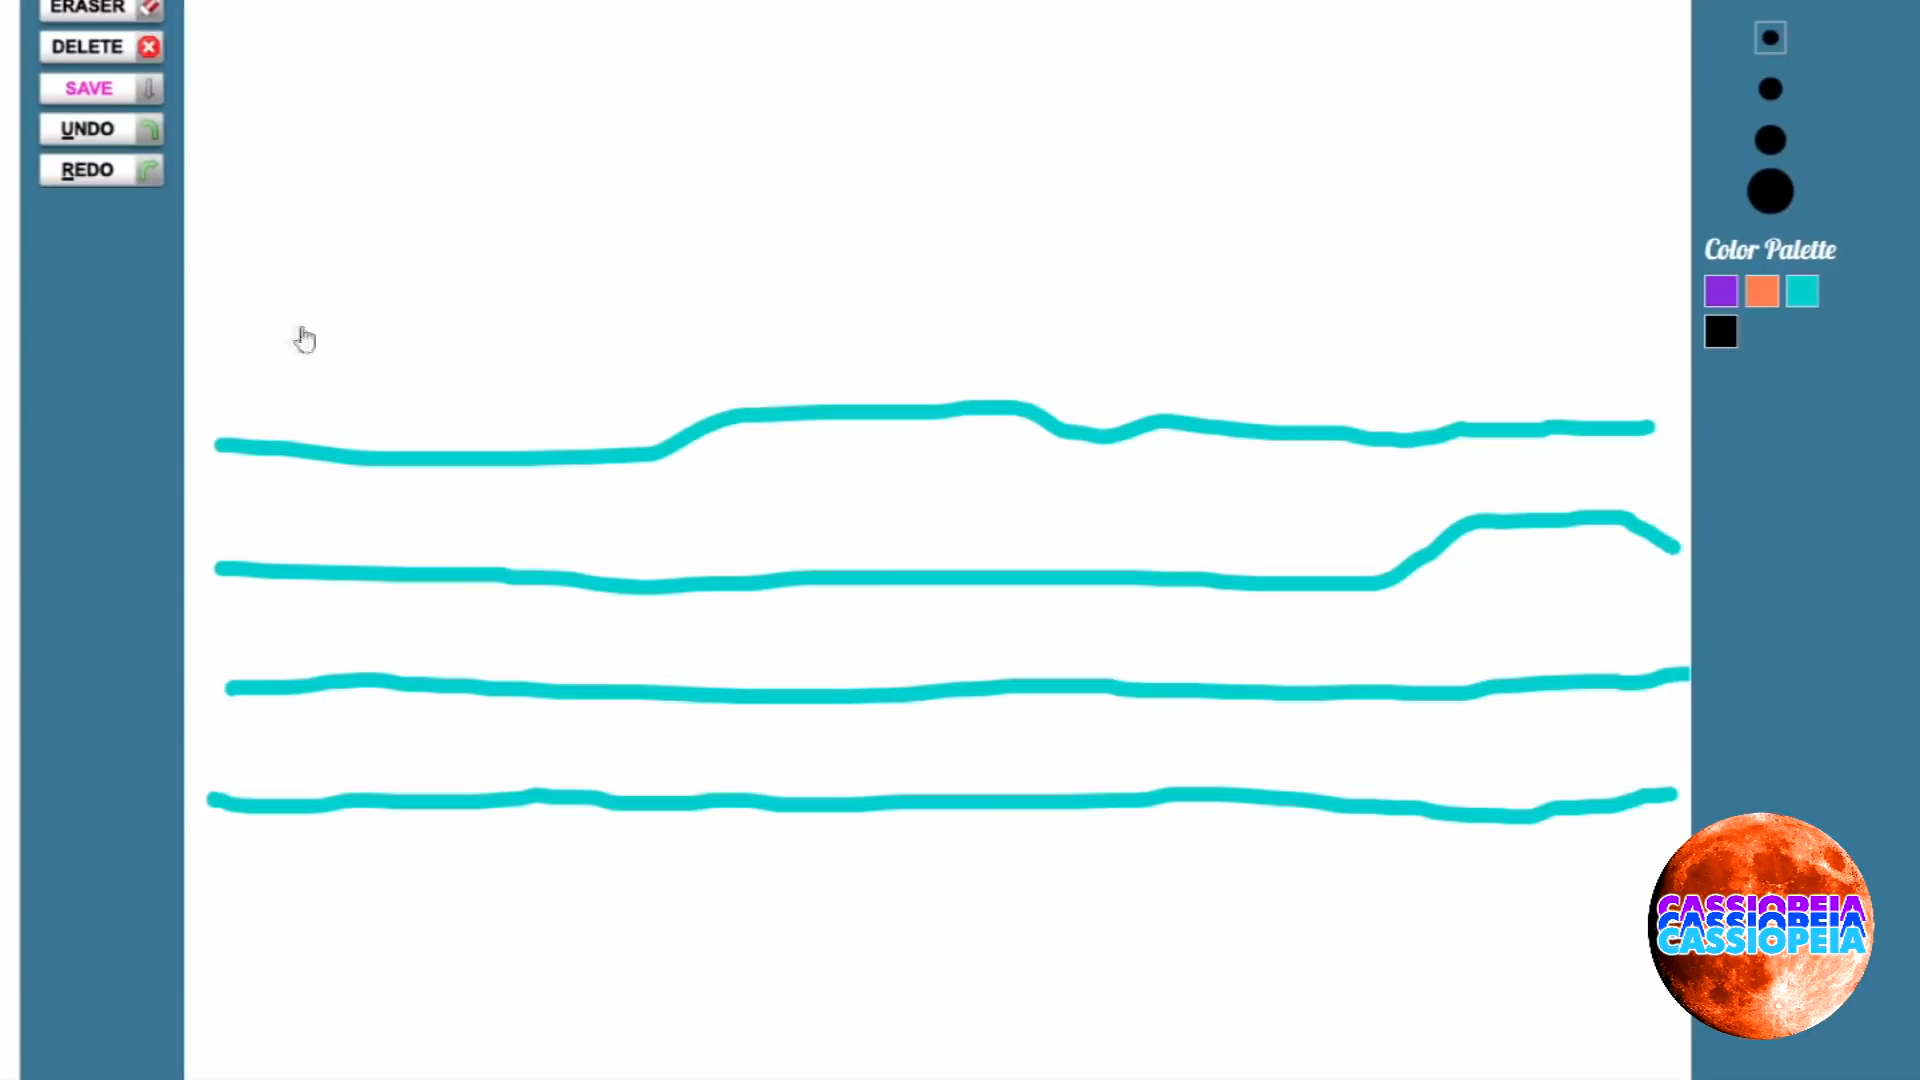 ERASER
DELETE
SAVE
UNDO
REDO
Color Palette
CASSIOPEIA
CASSIOPEIA
CASSIOPEIA